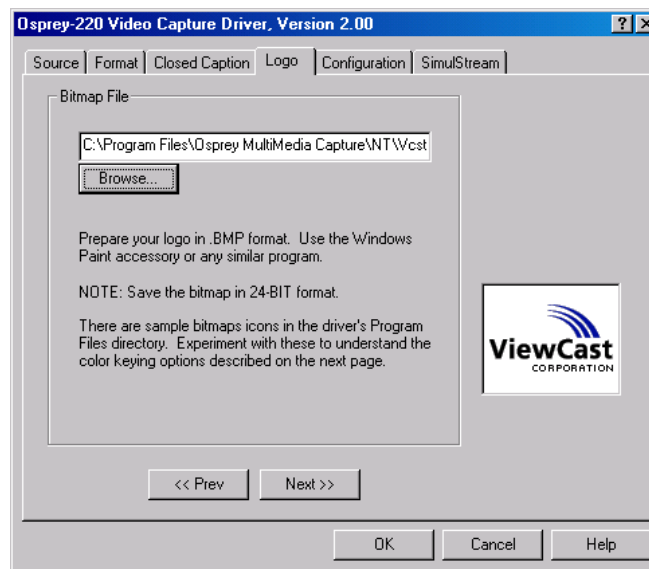 Osprey-220 Video Capture Driver, Version 2.00
Source
Format
Closed Caption
Logo
Configuration
SimulStream
Bitmap File
C:\Program Files\Osprey MultiMedia Capture\NT\Vcst
Browse...
Prepare your logo in .BMP format. Use the Windows
Paint accessory or any similar program.
NOTE: Save the bitmap in 24-BIT format.
There are sample bitmaps icons in the driver's Program
Files directory. Experiment with these to understand the
color keying options described on the next page.
ViewCast
CORPORATION
<< Prev
Next >>
OK
Cancel
Help